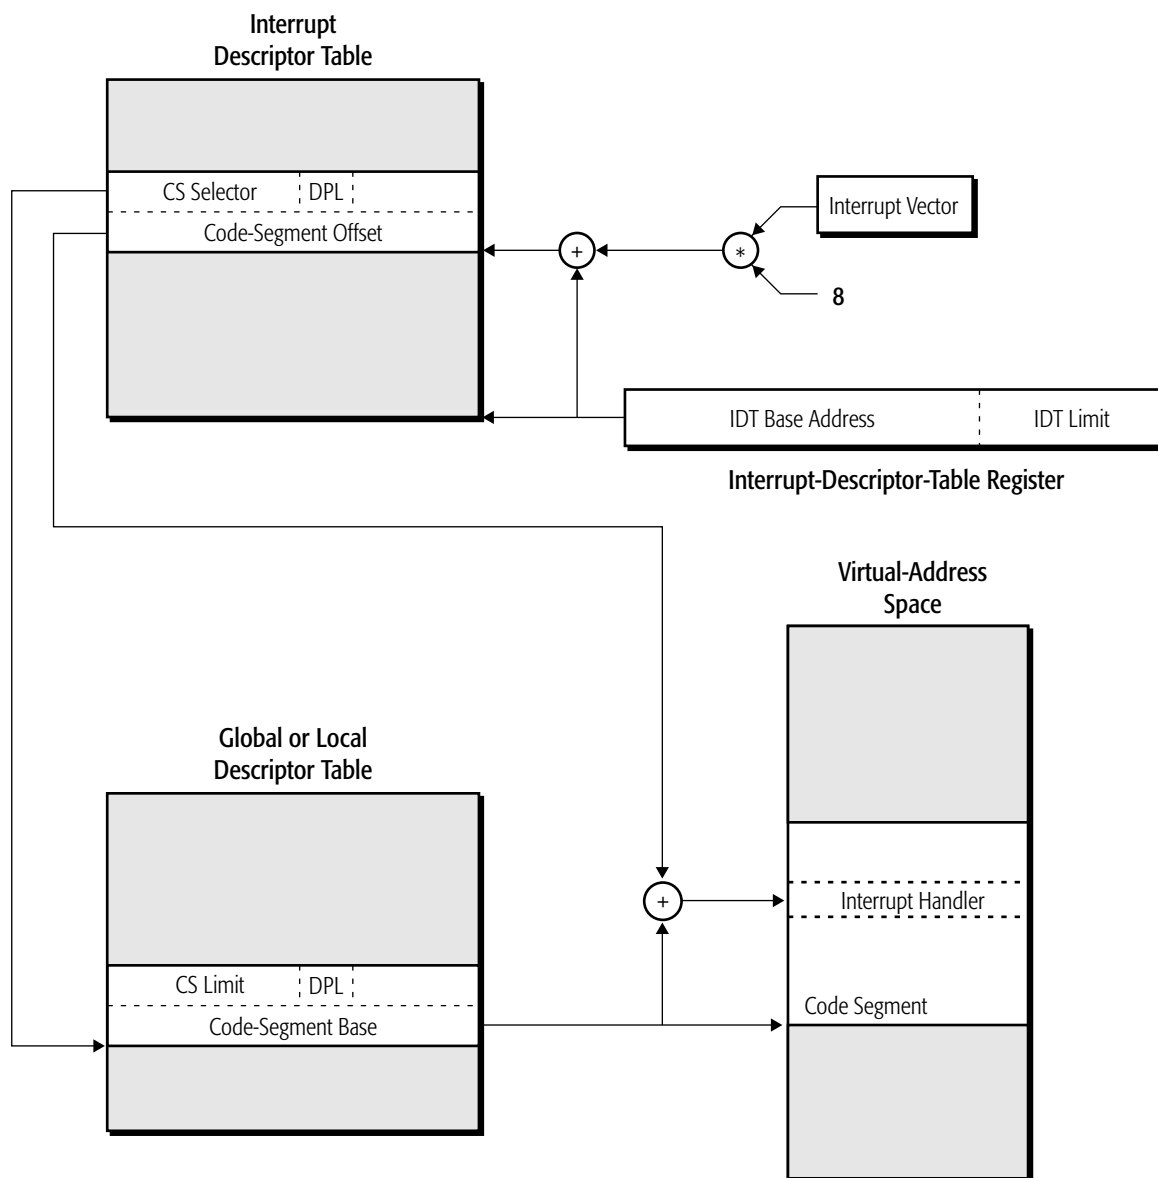 Interrupt
Descriptor Table
CS Selector DPL
Code-Segment Offset
Interrupt Vector
+
*
8
IDT Base Address IDT Limit
Interrupt-Descriptor-Table Register
Virtual-Address
Space
Global or Local
Descriptor Table
+
Interrupt Handler
CS Limit DPL
Code Segment
Code-Segment Base